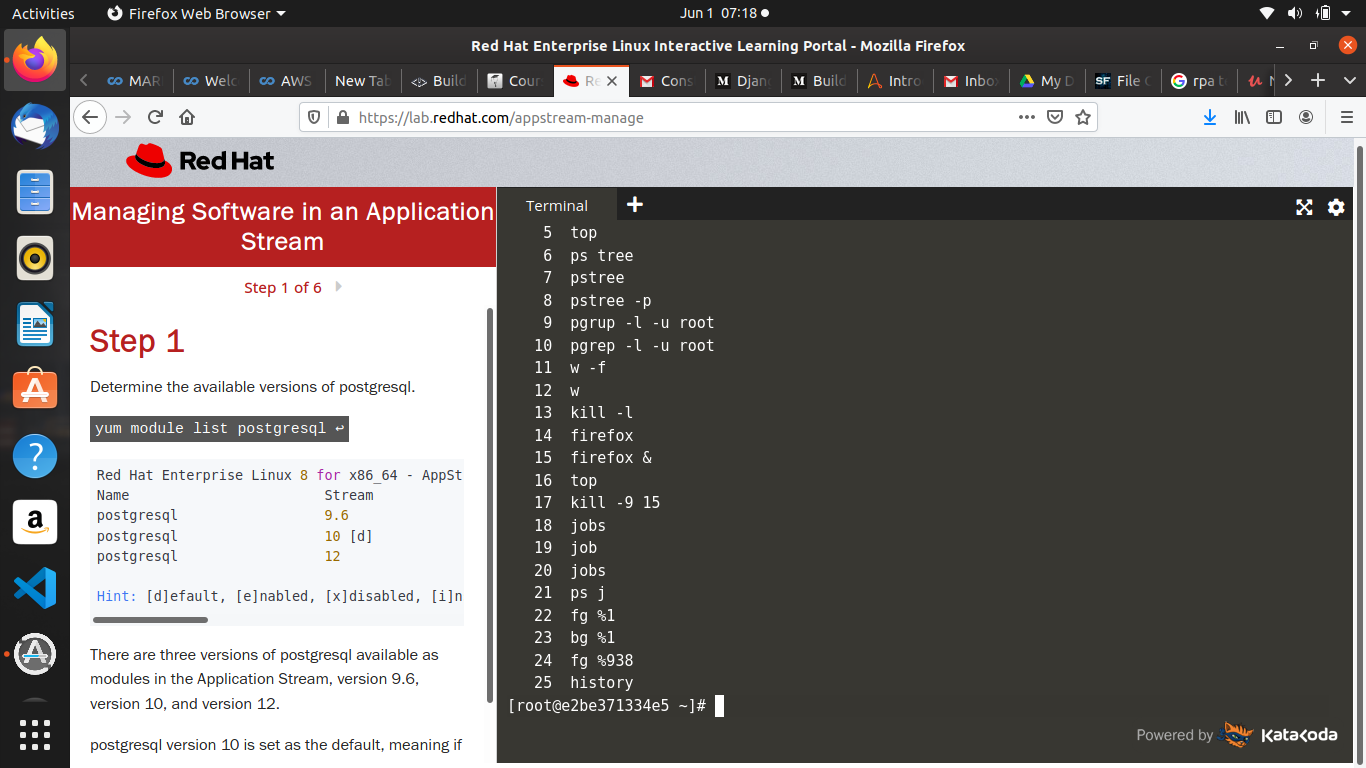 Activities
Firefox Web Browser
Jun 1 07:18
Red Hat Enterprise Linux Interactive Learning Portal - Mozilla Firefox
MAR
Welc
AWS
New Tab
Build
Cour
Re
Cons
Djan
Build
Intro
Inbo
My D
File C
rpa t
https://lab.redhat.com/appstream-manage
Red Hat
Managing Software in an Application
Stream
Step 1 of 6
Step 1
Determine the available versions of postgresql.
yum module list postgresql ↩
Red Hat Enterprise Linux 8 for x86_64 - AppSt
Name Stream
postgresql 9.6
postgresql 10 [d]
postgresql 12
Hint: [d]efault, [e]nabled, [x]disabled, [i]n
There are three versions of postgresql available as
modules in the Application Stream, version 9.6,
version 10, and version 12.
postgresql version 10 is set as the default, meaning if
Terminal
5 top
6 ps tree
7 pstree
8 pstree -p
9 pgrup -l -u root
10 pgrep -l -u root
11 w -f
12 w
13 kill -l
14 firefox
15 firefox &
16 top
17 kill -9 15
18 jobs
19 job
20 jobs
21 ps j
22 fg %1
23 bg %1
24 fg %938
25 history
[root@e2be371334e5 ~]#
Powered by Katacoda